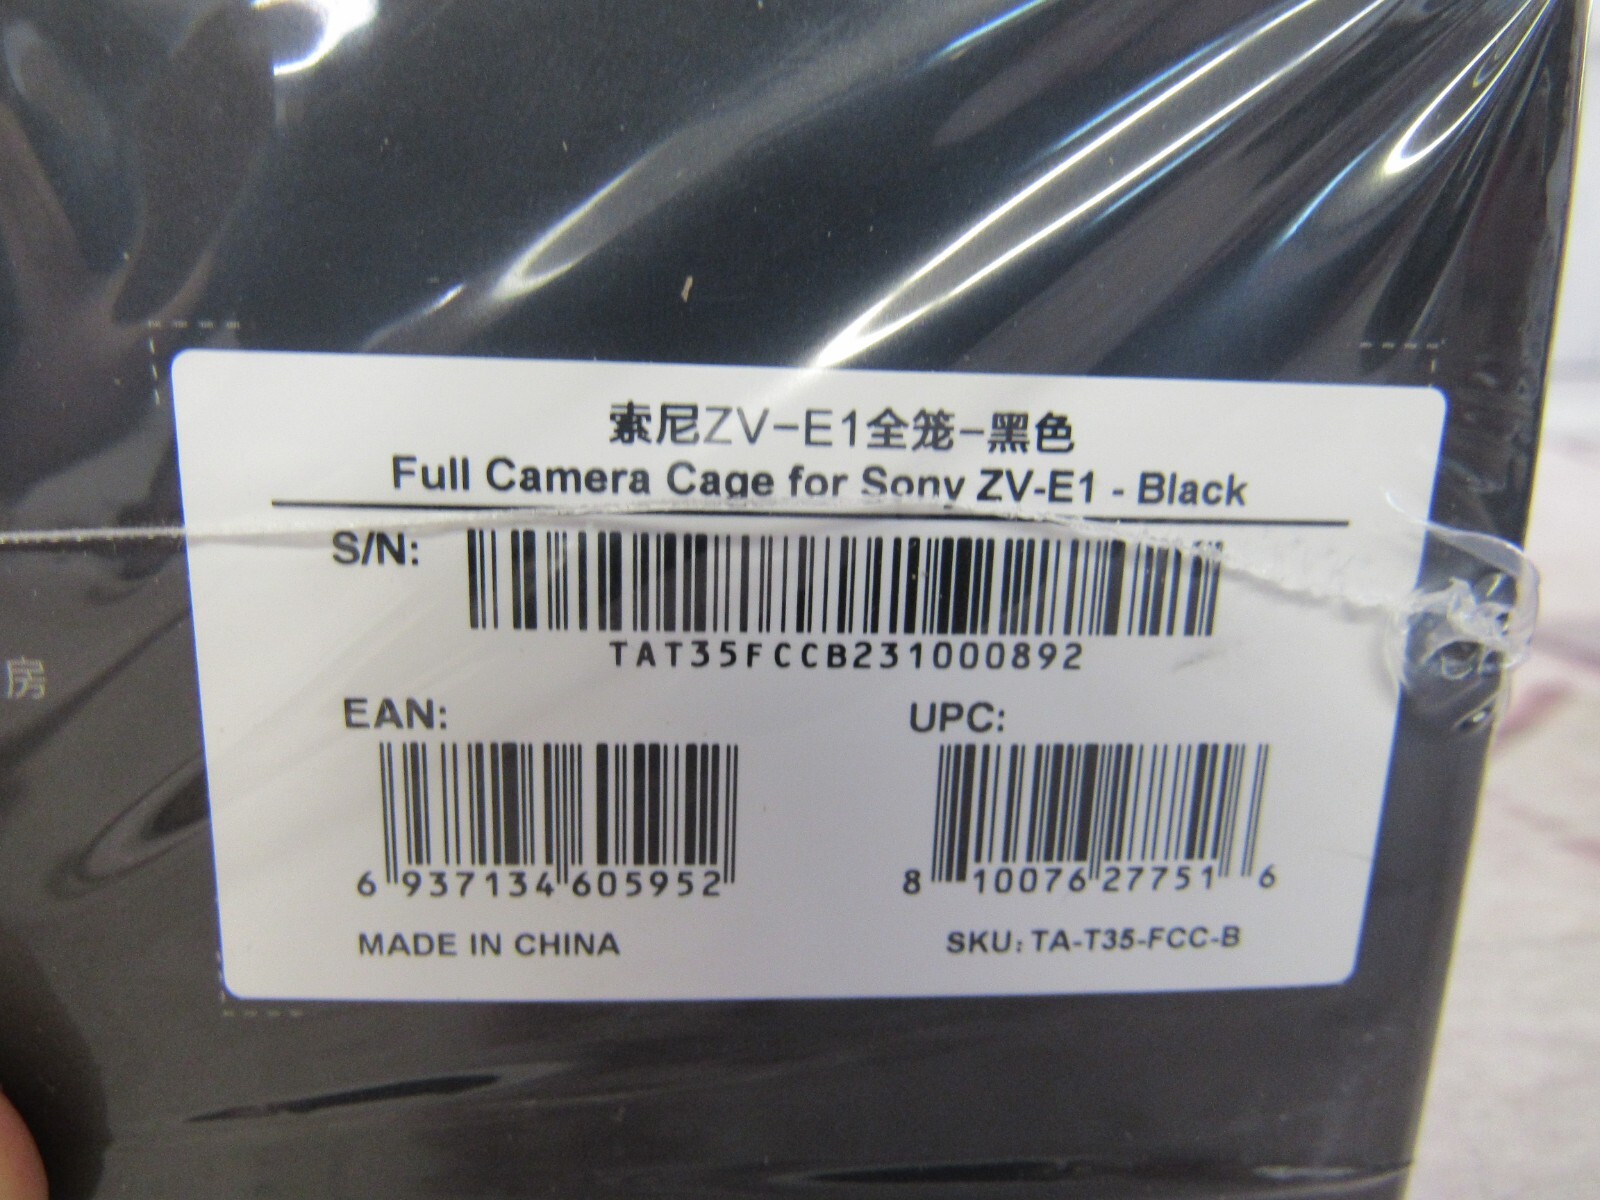 索尼ZV-E1全笼-黑色
Full Camera Cage for Sony ZV-E1 - Black
S/N:
TAT35FCCB231000892
房
EAN:
UPC:
6 937134 605952
8 10076 27751 6
MADE IN CHINA
SKU: TA-T35-FCC-B